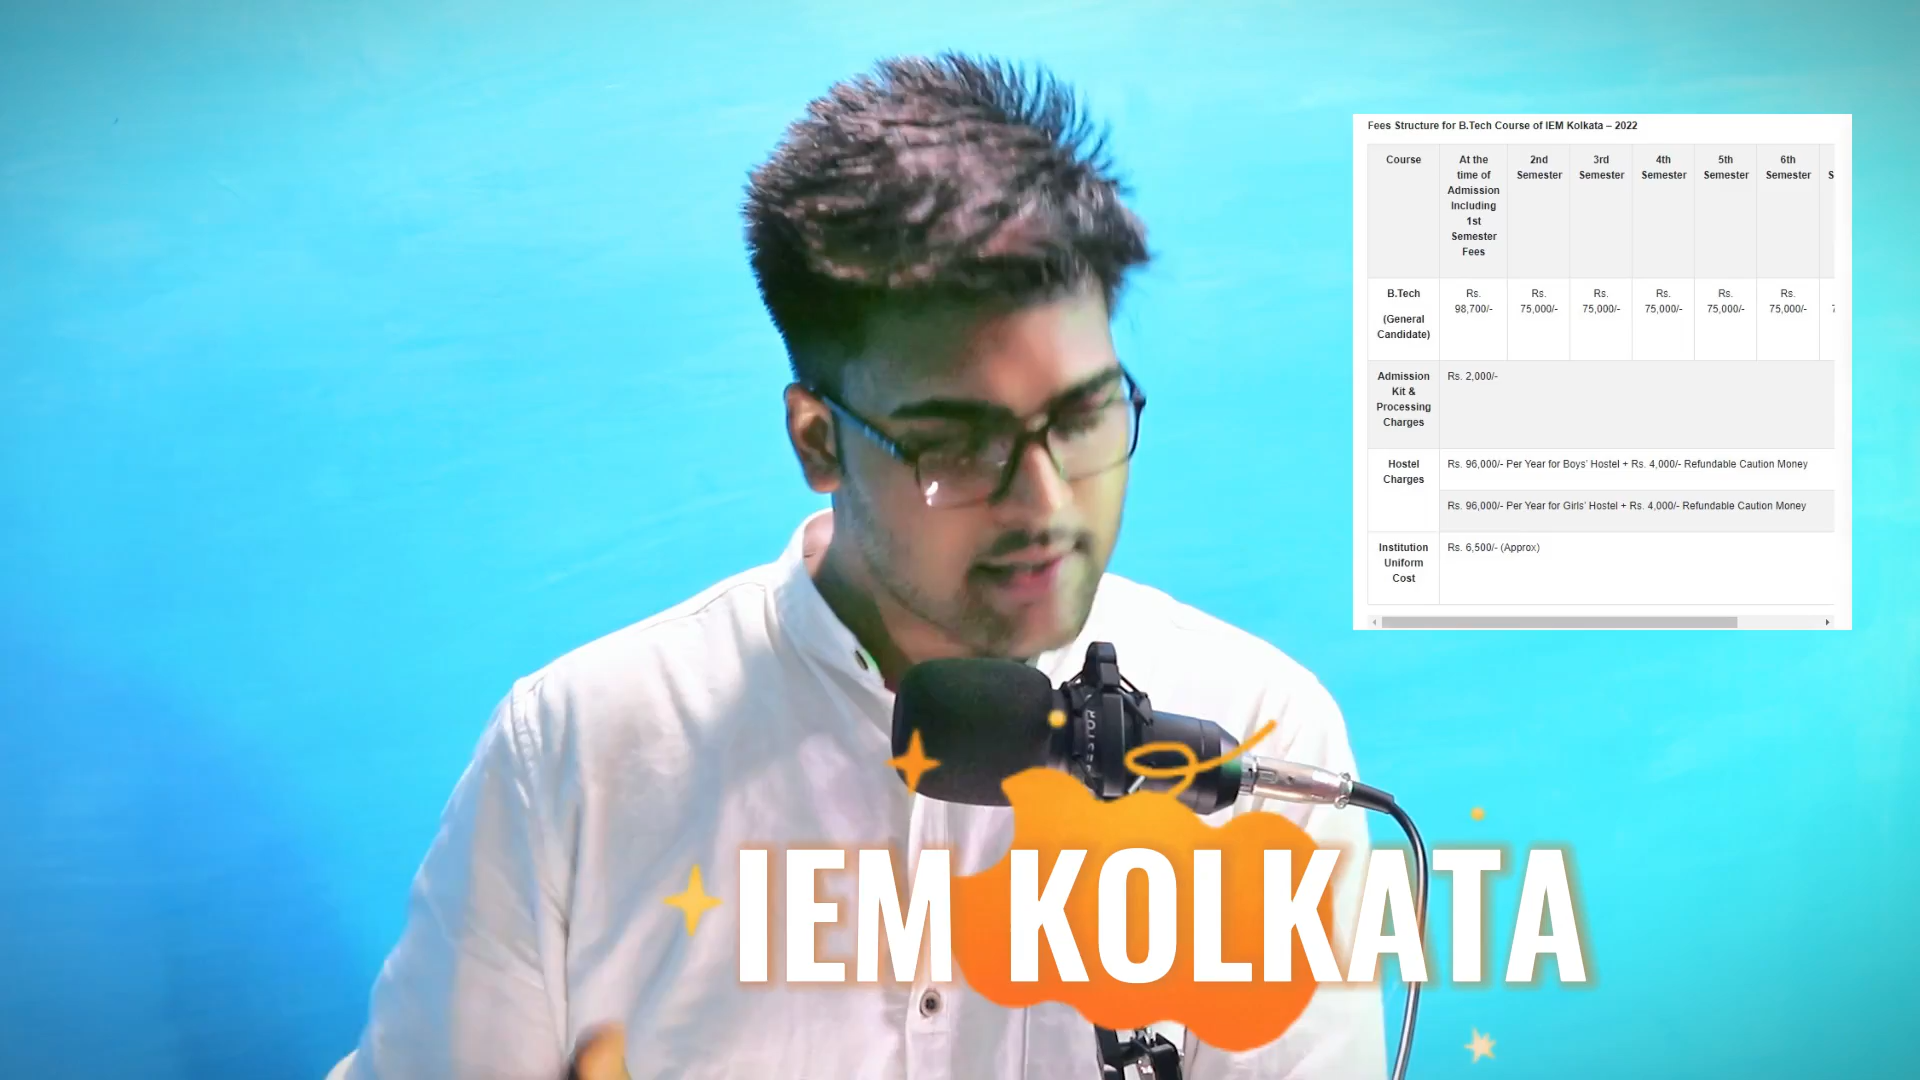 Fees Structure for B.Tech Course of IEM Kolkata – 2022
Course
At the
time of
Admission
Including
1st
Semester
Fees
2nd
Semester
3rd
Semester
4th
Semester
5th
Semester
6th
Semester
S
B.Tech
(General
Candidate)
Rs.
98,700/-
Rs.
75,000/-
Rs.
75,000/-
Rs.
75,000/-
Rs.
75,000/-
Rs.
75,000/-
Admission
Kit &
Processing
Charges
Rs. 2,000/-
Hostel
Charges
Rs. 96,000/- Per Year for Boys' Hostel + Rs. 4,000/- Refundable Caution Money
Rs. 96,000/- Per Year for Girls' Hostel + Rs. 4,000/- Refundable Caution Money
Institution
Uniform
Cost
Rs. 6,500/- (Approx)
IEM KOLKATA